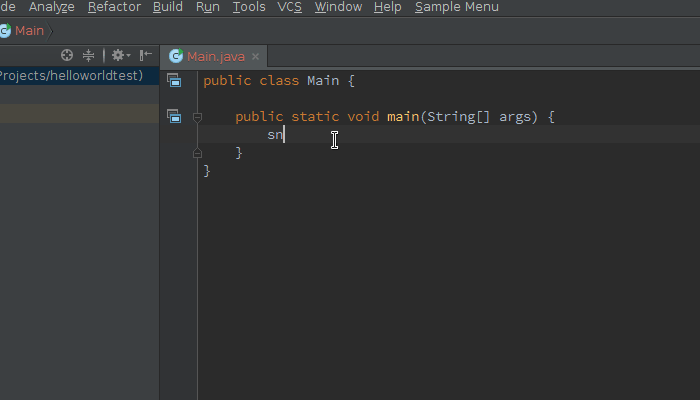 de Analyze Refactor Build Run Tools VCS Window Help Sample Menu
Main
Main.java
Projects/helloworldtest)
public class Main {
public static void main(String[] args) {
sn
}
}